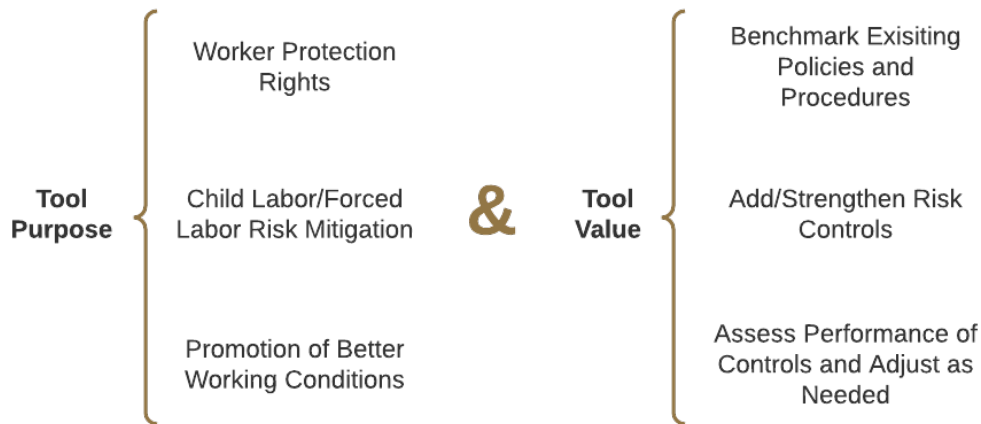 Tool
Purpose
Worker Protection
Rights
Child Labor/Forced
Labor Risk Mitigation
Promotion of Better
Working Conditions
&
Tool
Value
Benchmark Exisiting
Policies and
Procedures
Add/Strengthen Risk
Controls
Assess Performance of
Controls and Adjust as
Needed